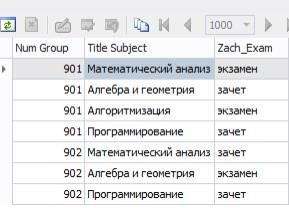 1000
Num Group Title Subject Zach_Exam
901 Математический анализ экзамен
901 Алгебра и геометрия зачет
901 Алгоритмизация экзамен
901 Программирование зачет
902 Математический анализ зачет
902 Алгебра и геометрия экзамен
902 Программирование зачет